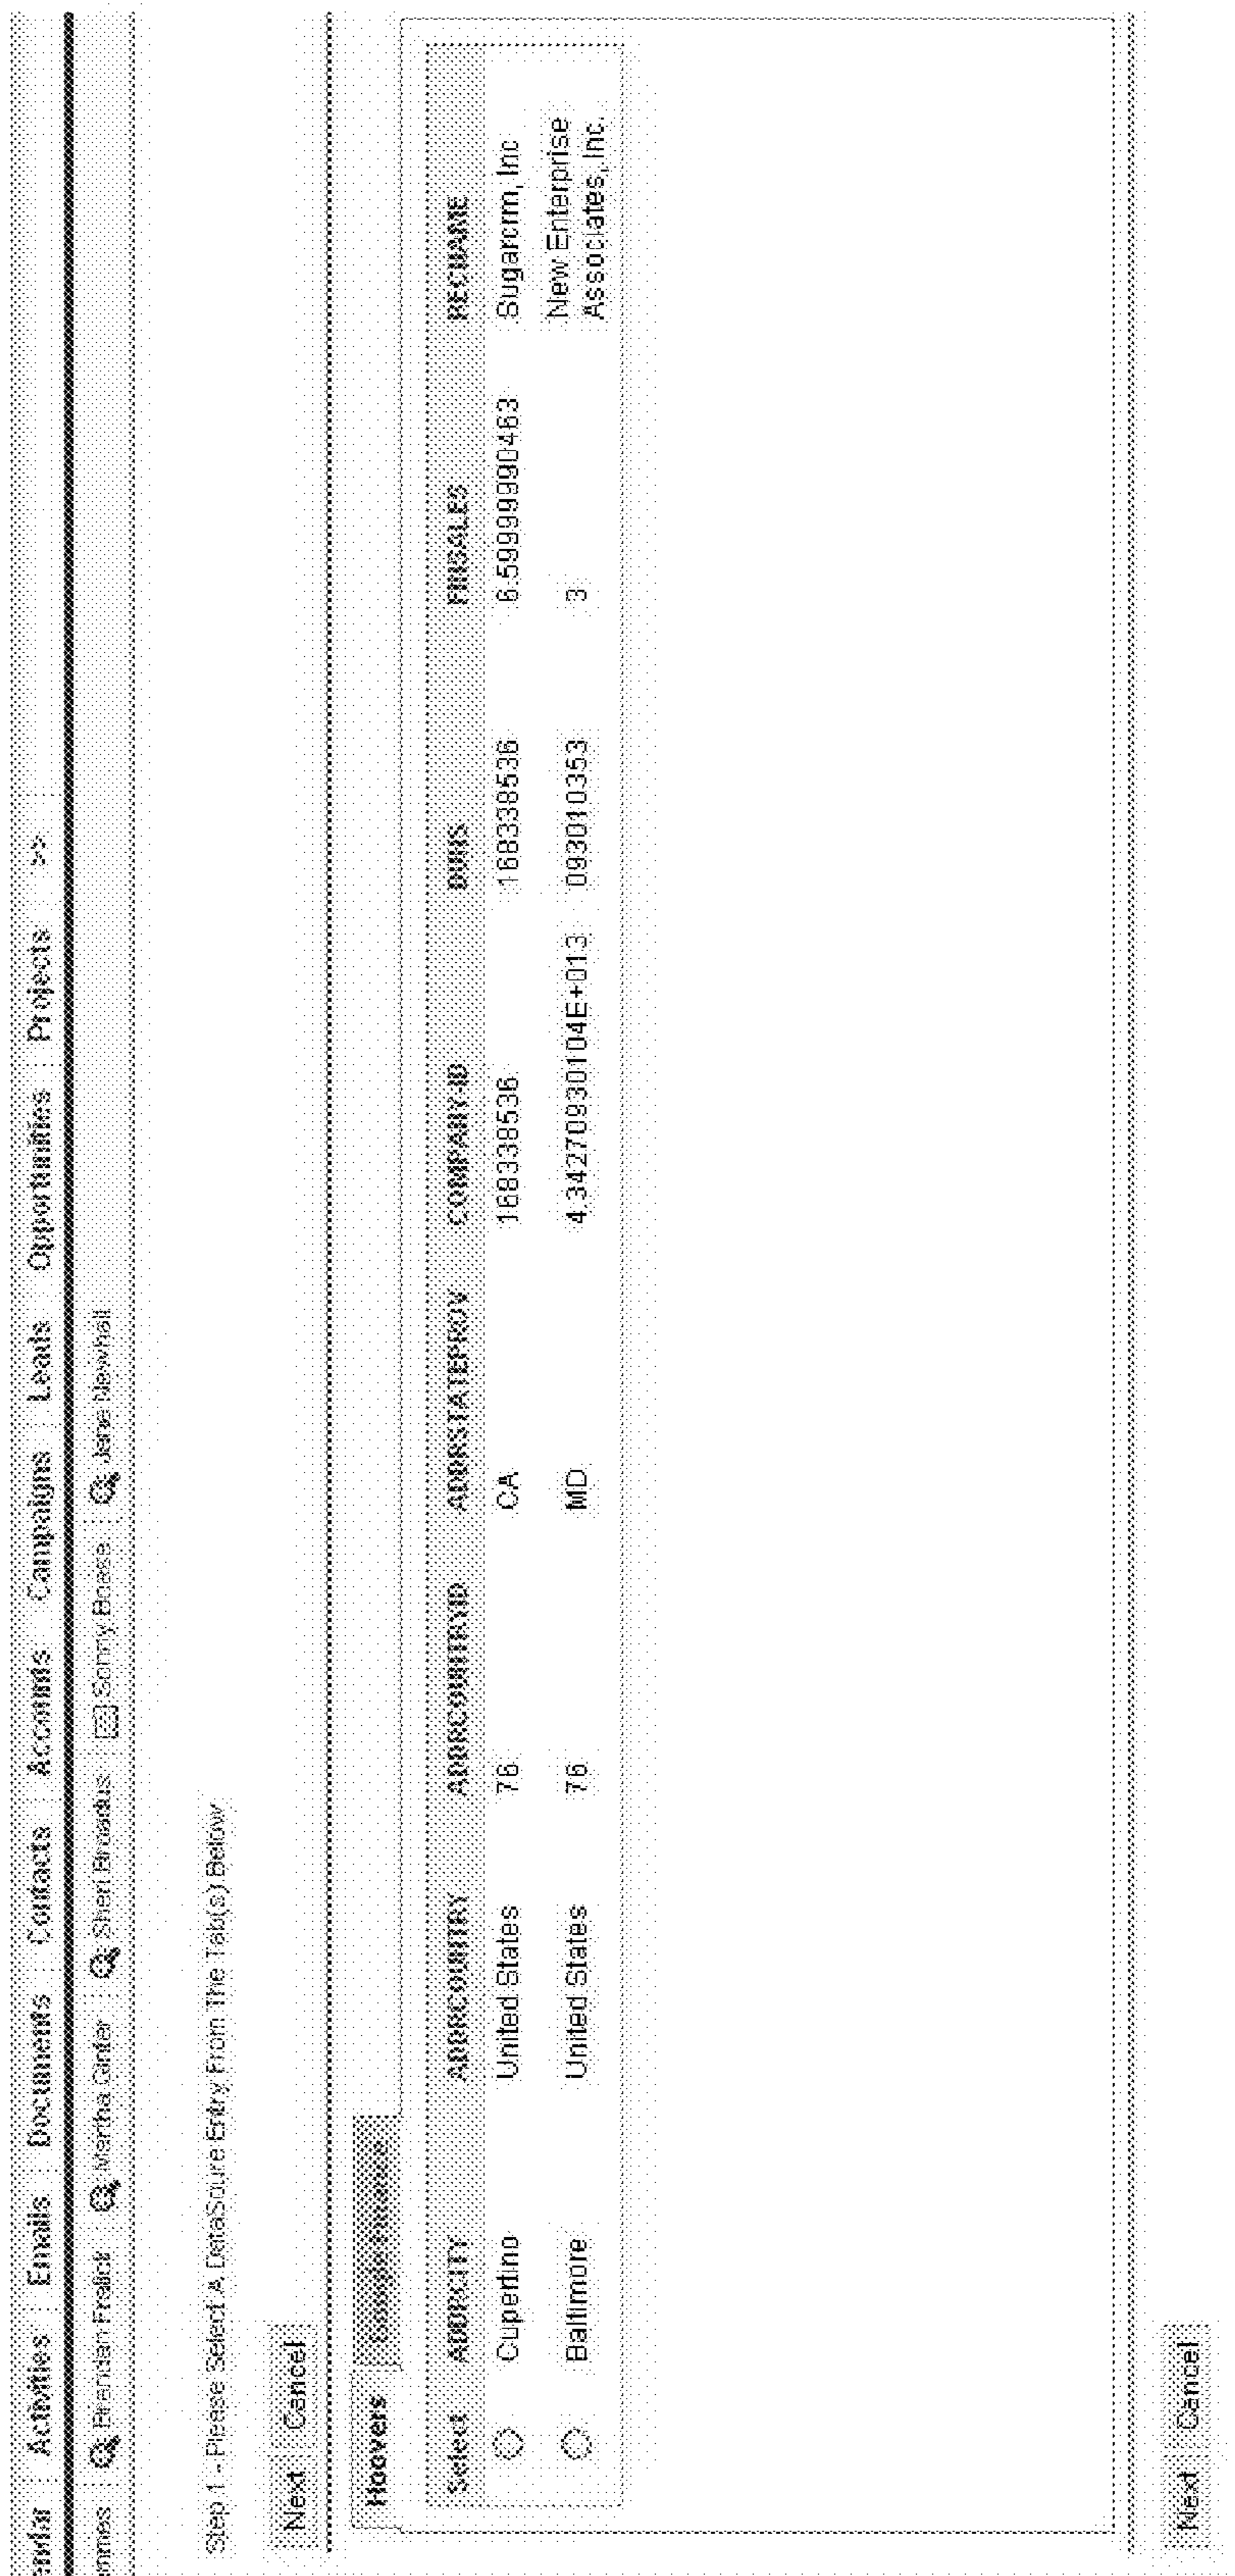 Activities Emails Documents Contacts Accounts Campaigns Leads Opportunities Projects >>
Brendan Fralick Martha Ginter Sheri Broadus Sonny Boase Jane Newhall
Step 1 - Please Select A DataSoure Entry From The Tab(s) Below
Next Cancel
Hoovers
Select ADDRCITY ADDRCOUNTRY ADDRCOUNTRYID ADDRSTATEPROV COMPANY-ID DUNS FINSALES RECNAME
Cupertino United States 76 CA 168338536 168338536 6.59999990463 Sugarcrm, Inc
Baltimore United States 76 MD 4.34270930104E+013 093010353 3 New Enterprise
Associates, Inc.
Next Cancel